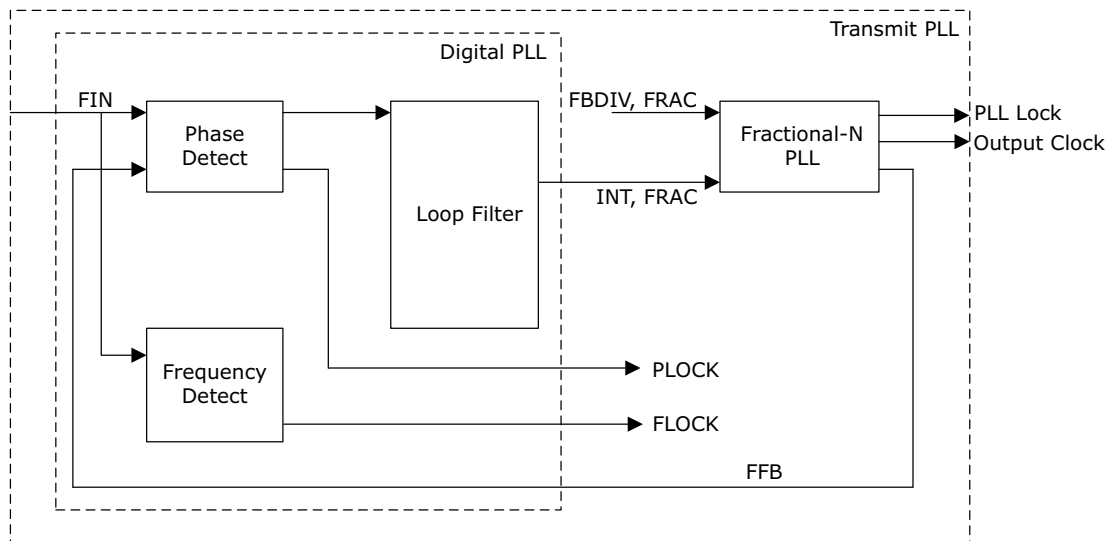 Transmit PLL
Digital PLL
FIN
FBDIV, FRAC
PLL Lock
Phase
Detect
Fractional-N
PLL
Output Clock
INT, FRAC
Loop Filter
Frequency
Detect
PLOCK
FLOCK
FFB